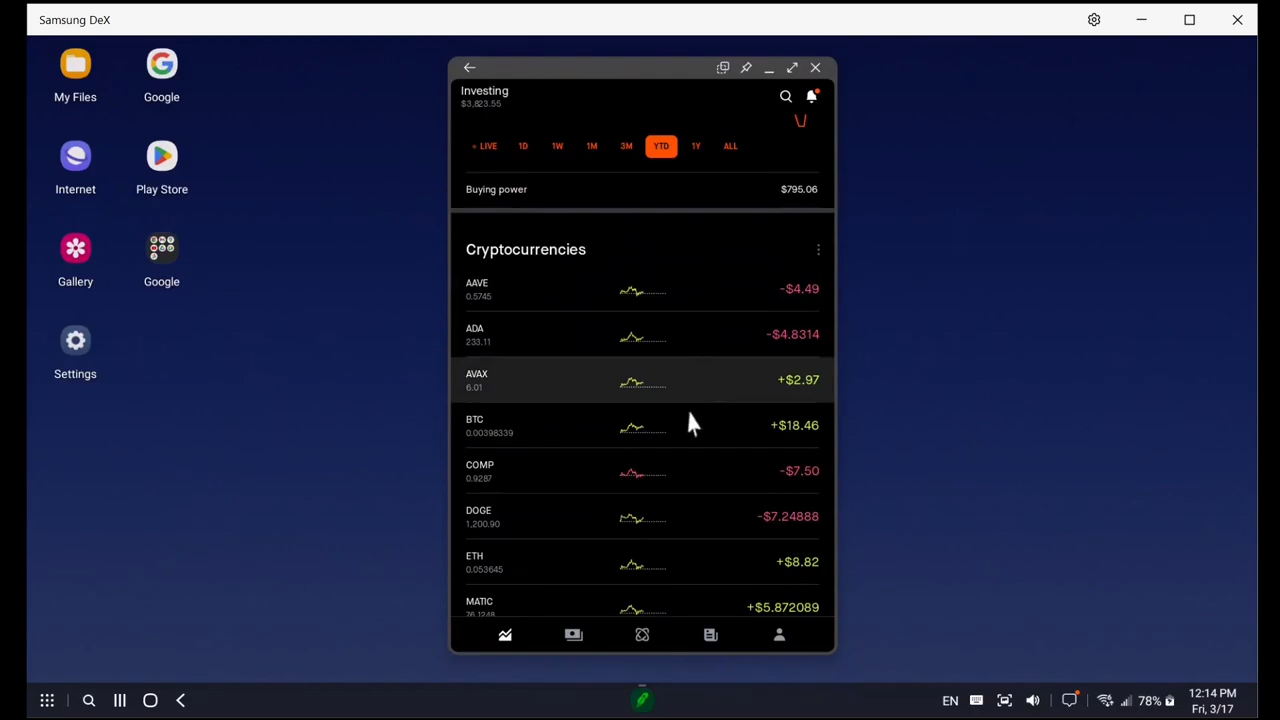 Samsung DeX
My Files
Google
Internet
Play Store
Gallery
Google
Settings
Investing
$3,823.55
LIVE 1D 1W 1M 3M YTD 1Y ALL
Buying power $795.06
Cryptocurrencies
AAVE
0.5745
-$4.49
ADA
233.11
-$4.8314
AVAX
6.01
+$2.97
BTC
0.00398339
+$18.46
COMP
0.9287
-$7.50
DOGE
1,200.90
-$7.24888
ETH
0.053645
+$8.82
MATIC
76.1248
+$5.872089
EN
78%
12:14 PM
Fri, 3/17